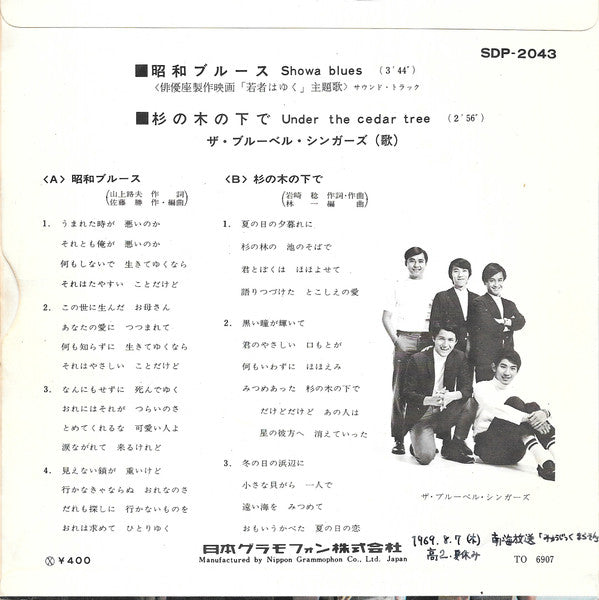 SDP-2043
■昭和ブルース Showa blues (3'44")
〈俳優座製作映画「若者はゆく」主題歌〉サウンド・トラック
■杉の木の下で Under the cedar tree (2'56")
ザ・ブルーベル・シンガーズ(歌)
〈A〉昭和ブルース
(山上路夫 作詞
佐藤勝 作・編曲)
1. うまれた時が 悪いのか
それとも俺が 悪いのか
何もしないで 生きてゆくなら
それはたやすい ことだけど
2. この世に生んだ お母さん
あなたの愛に つつまれて
何も知らずに 生きてゆくなら
それはやさしい ことだけど
3. なんにもせずに 死んでゆく
おれにはそれが つらいのさ
とめてくれるな 可愛い人よ
涙ながれて 来るけれど
4. 見えない鎖が 重いけど
行かなきゃならぬ おれなのさ
だれも探しに 行かないものを
おれは求めて ひとりゆく
〈B〉杉の木の下で
(岩崎稔 作詞・作曲
林一 編曲)
1. 夏の日の夕暮れに
杉の林の 池のそばで
君とぼくは ほほよせて
語りつづけた とこしえの愛
2. 黒い瞳が輝いて
君のやさしい 口もとが
何もいわずに ほほえみ
みつめあった 杉の木の下で
だけどだけど あの人は
星の彼方へ 消えていった
3. 冬の日の浜辺に
小さな貝がら 一人で
遠い海を みつめて
おもいうかべた 夏の日の恋
ザ・ブルーベル・シンガーズ
Ⓧ ¥400
日本グラモフォン株式会社
Manufactured by Nippon Grammophon Co., Ltd. Japan
1969.8.7(木) 南海放送「みゅうじっく
高2.夏休み
TO 6907